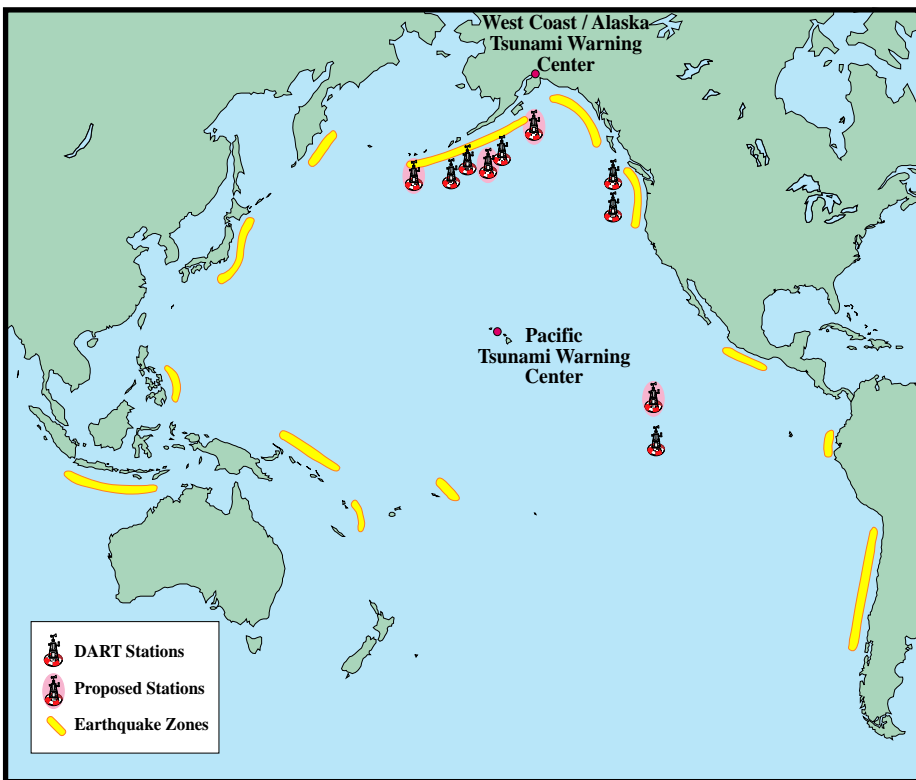 West Coast / Alaska
Tsunami Warning
Center
Pacific
Tsunami Warning
Center
DART Stations
Proposed Stations
Earthquake Zones